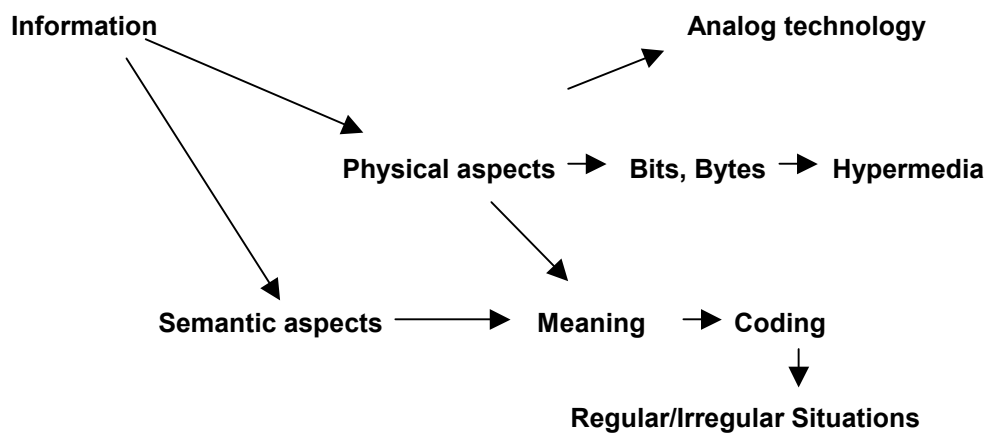 Information Analog technology
Physical aspects Bits, Bytes Hypermedia
Semantic aspects Meaning Coding
Regular/Irregular Situations